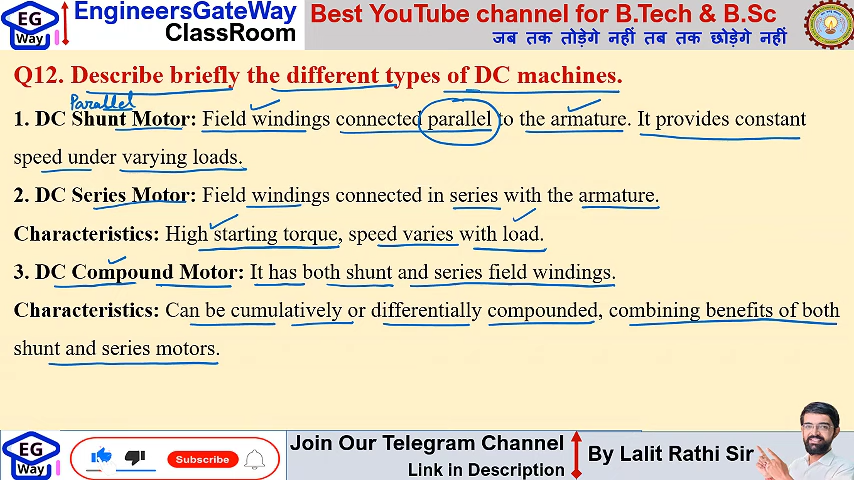 EG
Way
EngineersGateWay
ClassRoom
Best YouTube channel for B.Tech & B.Sc
जब तक तोड़ेगे नहीं तब तक छोड़ेगे नहीं
Q12. Describe briefly the different types of DC machines.
Parallel
1. DC Shunt Motor: Field windings connected parallel to the armature. It provides constant
speed under varying loads.
2. DC Series Motor: Field windings connected in series with the armature.
Characteristics: High starting torque, speed varies with load.
3. DC Compound Motor: It has both shunt and series field windings.
Characteristics: Can be cumulatively or differentially compounded, combining benefits of both
shunt and series motors.
EG
Way
Subscribe
Join Our Telegram Channel
Link in Description
By Lalit Rathi Sir